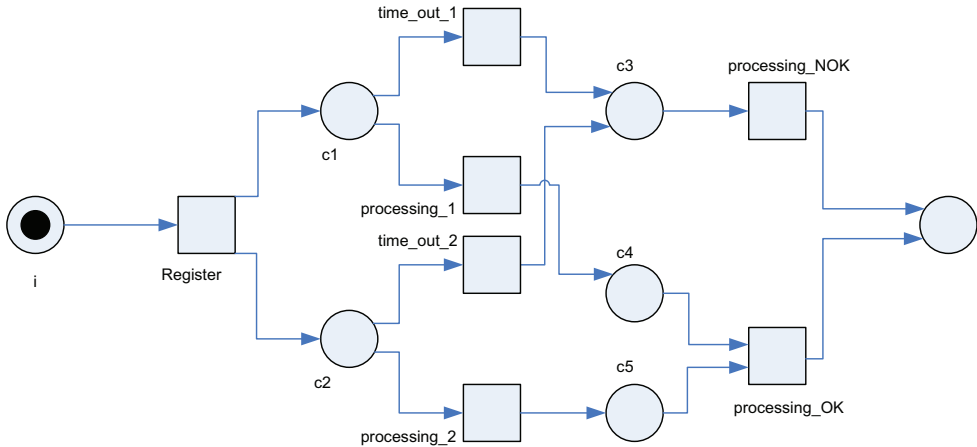 time_out_1
c3
processing_NOK
c1
processing_1
time_out_2
c4
i
Register
c2
c5
processing_2
processing_OK